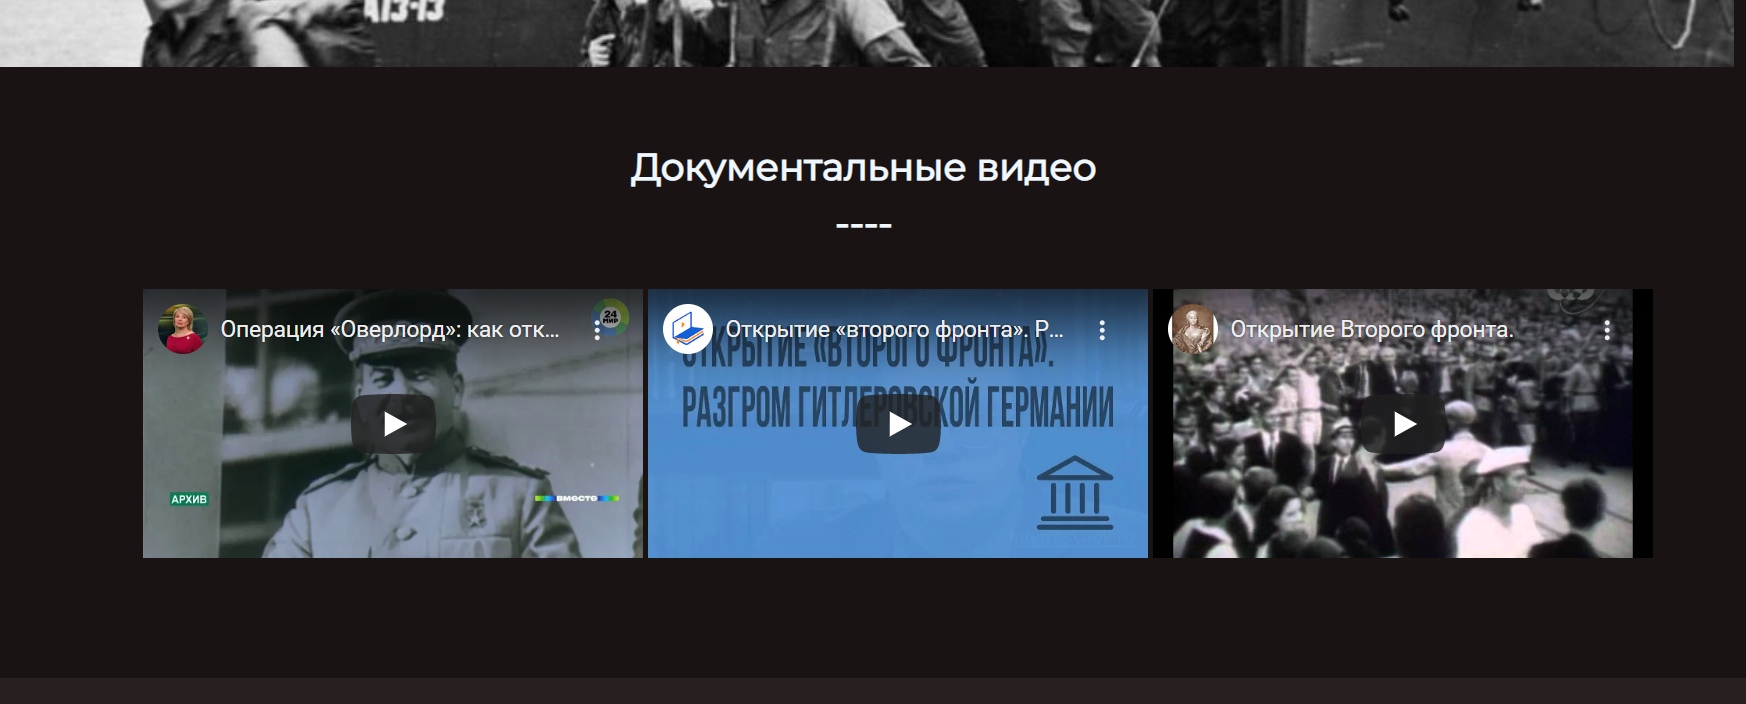 A13-13
Документальные видео
----
Операция «Оверлорд»: как отк...
24
МИР
АРХИВ
вместе
Открытие «второго фронта». Р...
ОТКРЫТИЕ «ВТОРОГО ФРОНТА».
РАЗГРОМ ГИТЛЕРОВСКОЙ ГЕРМАНИИ
Открытие Второго фронта.